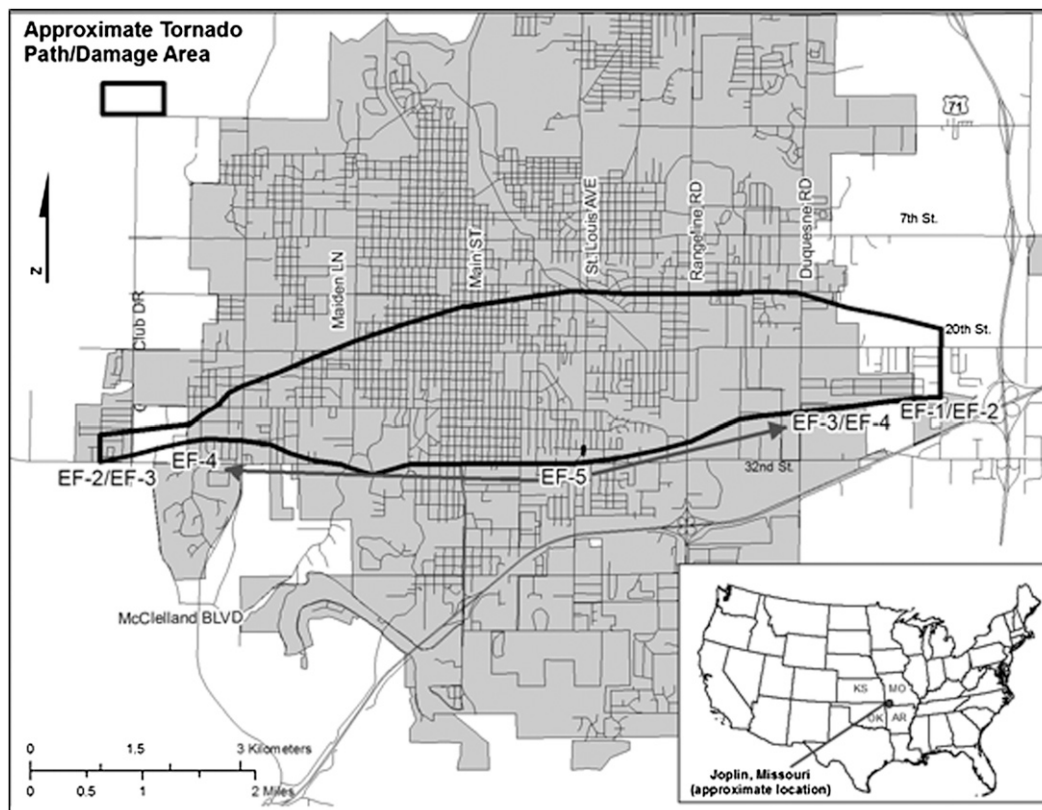 Approximate Tornado
Path/Damage Area
71
7th St.
St. Louis AVE
Rangeline RD
Duquesne RD
Main ST
Maiden LN
Club DR
N
20th St.
EF-1/EF-2
EF-3/EF-4
EF-4
EF-2/EF-3
EF-5
32nd St.
McClelland BLVD
KS
MO
OK
AR
Joplin, Missouri
(approximate location)
0 1.5 3 Kilometers
0 0.5 1 2 Miles